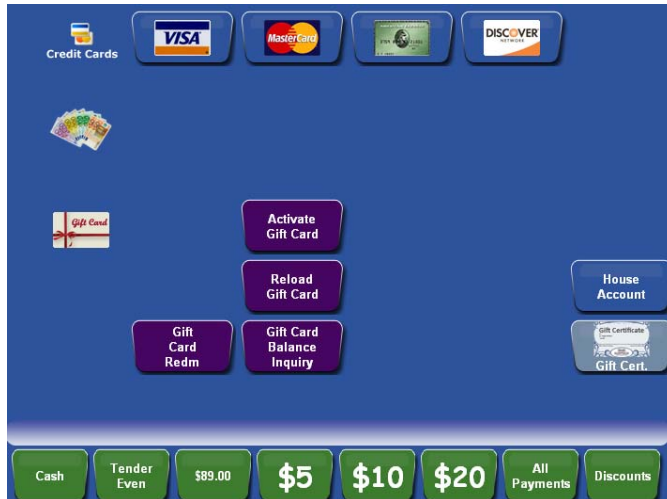 Credit Cards
VISA
MasterCard
DISCOVER
NETWORK
Gift Card
Activate
Gift Card
Reload
Gift Card
House
Account
Gift
Card
Redm
Gift Card
Balance
Inquiry
Gift Certificate
Gift Cert.
Cash
Tender
Even
$89.00
$5
$10
$20
All
Payments
Discounts